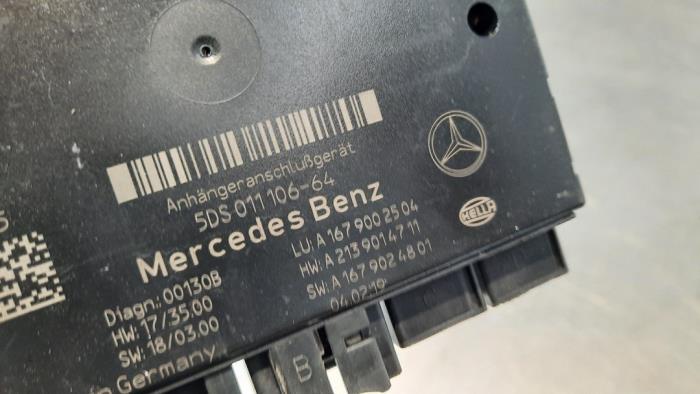 Anhängeranschlußgerät
5DS 011 106-64
Mercedes Benz
LU: A 167 900 25 04
HW: A 213 901 47 11
SW: A 167 902 48 01
04.02.19
HELLA
Diagn.: 00130B
HW: 17/35.00
SW: 18/03.00
in Germany
B